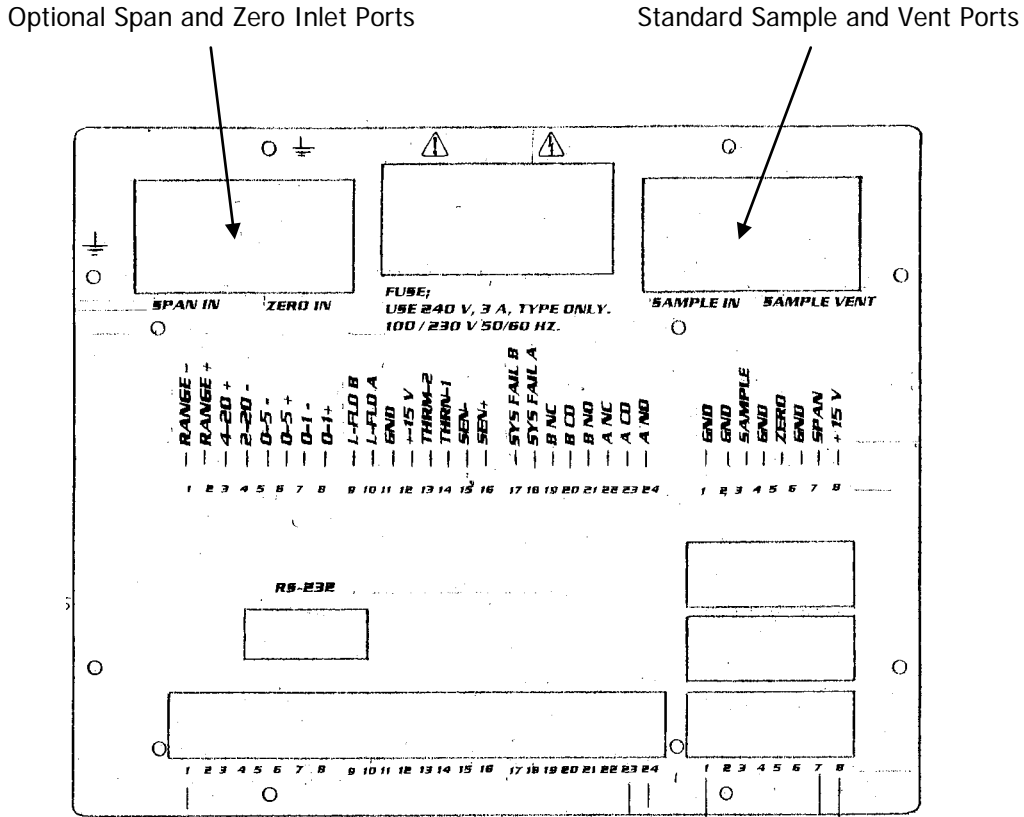 Optional Span and Zero Inlet Ports
Standard Sample and Vent Ports
SPAN IN
ZERO IN
FUSE;
USE 240 V, 3 A, TYPE ONLY.
100 / 230 V 50/60 HZ.
SAMPLE IN
SAMPLE VENT
RANGE -
RANGE +
4-20 +
2-20 -
0-5 -
0-5 +
0-1 -
0-1+
L-FLO B
L-FLO A
GND
+-15 V
THRM-2
THRN-1
SEN-
SEN+
SYS FAIL B
SYS FAIL A
B NC
B CO
B NO
A NC
A CO
A NO
GND
GND
SAMPLE
GND
ZERO
GND
SPAN
+ 15 V
1 2 3 4 5 6 7 8 9 10 11 12 13 14 15 16 17 18 19 20 21 22 23 24
1 2 3 4 5 6 7 8
RS-232
1 2 3 4 5 6 7 8 9 10 11 12 13 14 15 16 17 18 19 20 21 22 23 24
1 2 3 4 5 6 7 8